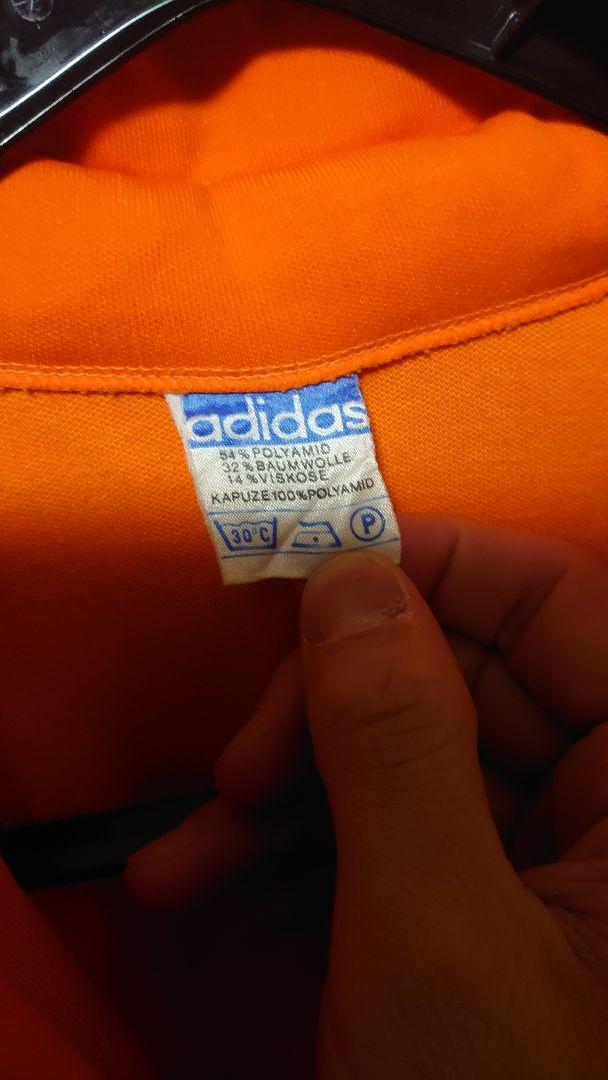 adidas
54% POLYAMID
32% BAUMWOLLE
14% VISKOSE
KAPUZE 100% POLYAMID
30°C P